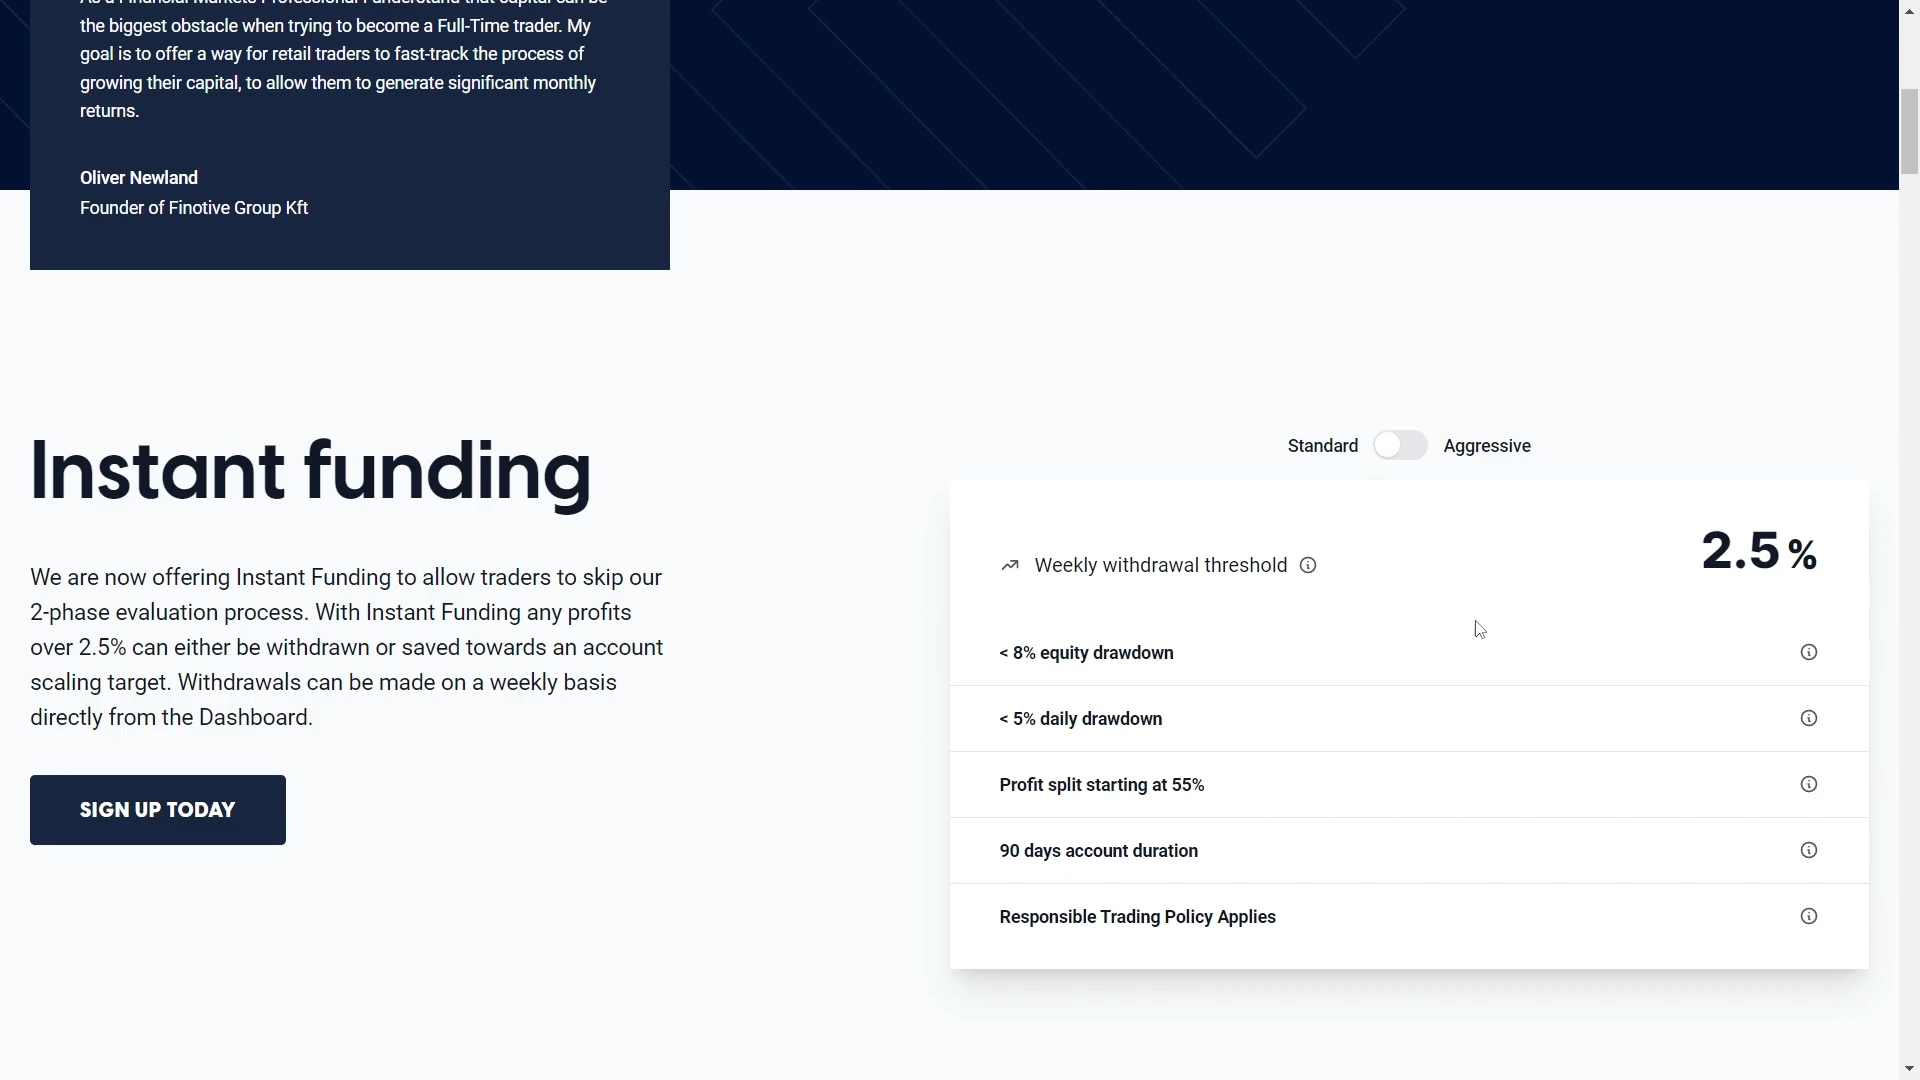 the biggest obstacle when trying to become a Full-Time trader. My
goal is to offer a way for retail traders to fast-track the process of
growing their capital, to allow them to generate significant monthly
returns.
Oliver Newland
Founder of Finotive Group Kft
Instant funding
We are now offering Instant Funding to allow traders to skip our
2-phase evaluation process. With Instant Funding any profits
over 2.5% can either be withdrawn or saved towards an account
scaling target. Withdrawals can be made on a weekly basis
directly from the Dashboard.
SIGN UP TODAY
Standard Aggressive
Weekly withdrawal threshold 2.5 %
< 8% equity drawdown
< 5% daily drawdown
Profit split starting at 55%
90 days account duration
Responsible Trading Policy Applies